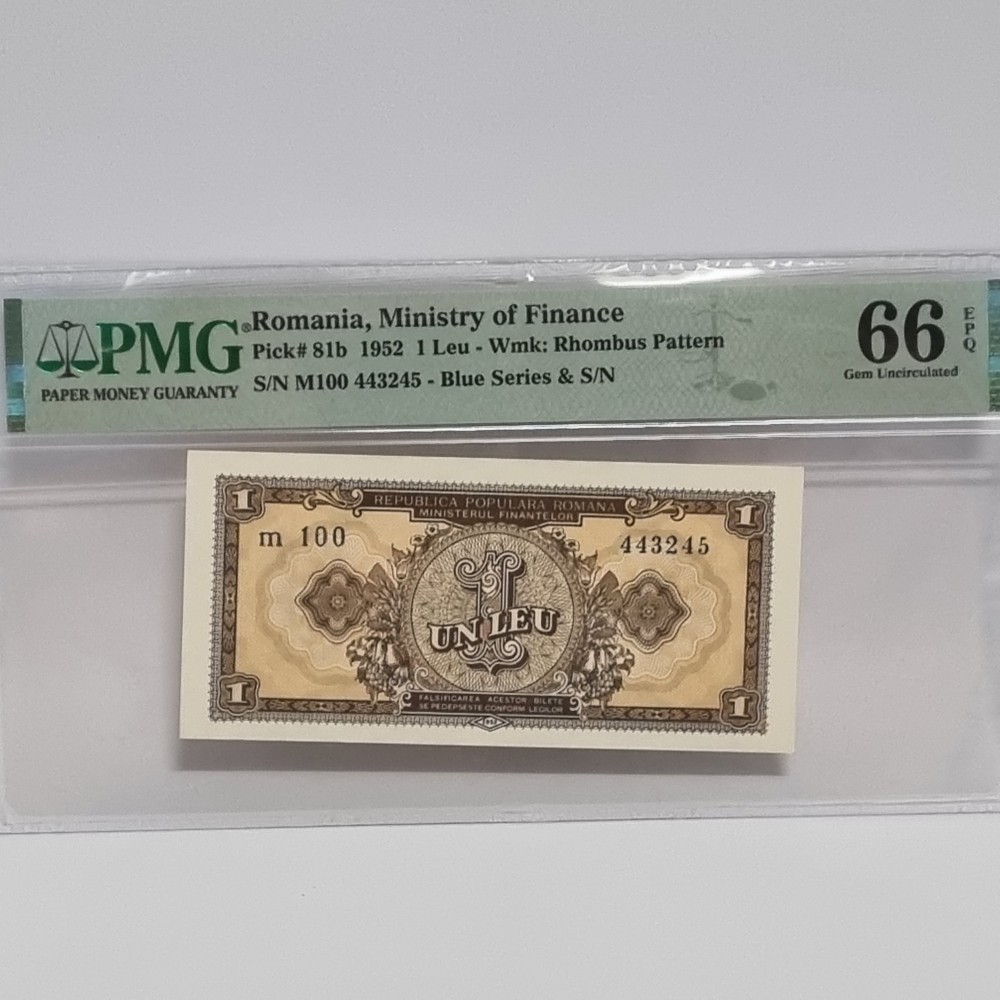 PMG®
PAPER MONEY GUARANTY
Romania, Ministry of Finance
Pick# 81b 1952 1 Leu - Wmk: Rhombus Pattern
S/N M100 443245 - Blue Series & S/N
66 EPQ
Gem Uncirculated
1 REPUBLICA POPULARA ROMANA 1
MINISTERUL FINANTELOR
m 100 443245
1
UN LEU
1 FALSIFICAREA ACESTOR BILETE 1
SE PEDEPSESTE CONFORM LEGILOR
1952